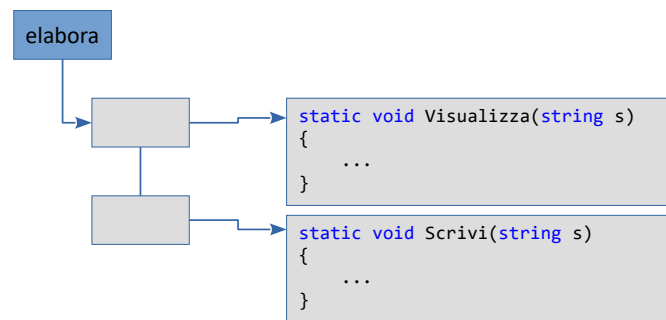 elabora
static void Visualizza(string s)
{
...
}
static void Scrivi(string s)
{
...
}